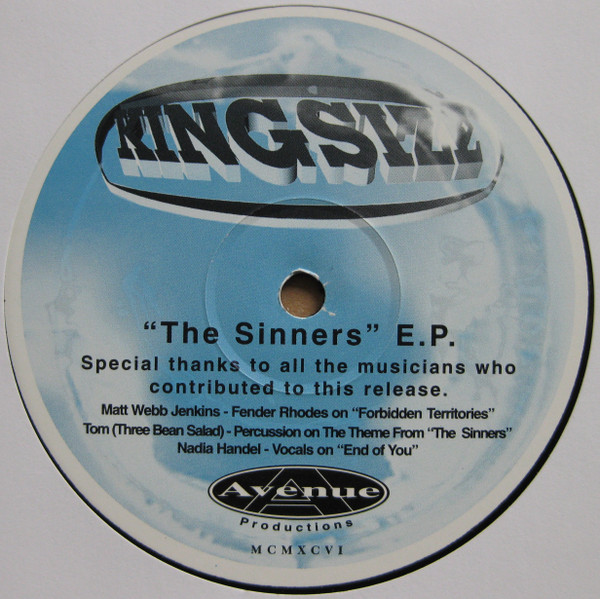 KINGSIZE
“The Sinners” E.P.
Special thanks to all the musicians who
contributed to this release.
Matt Webb Jenkins - Fender Rhodes on “Forbidden Territories”
Tom (Three Bean Salad) - Percussion on The Theme From “The Sinners”
Nadia Handel - Vocals on “End of You”
Avenue
Productions
MCMXCVI